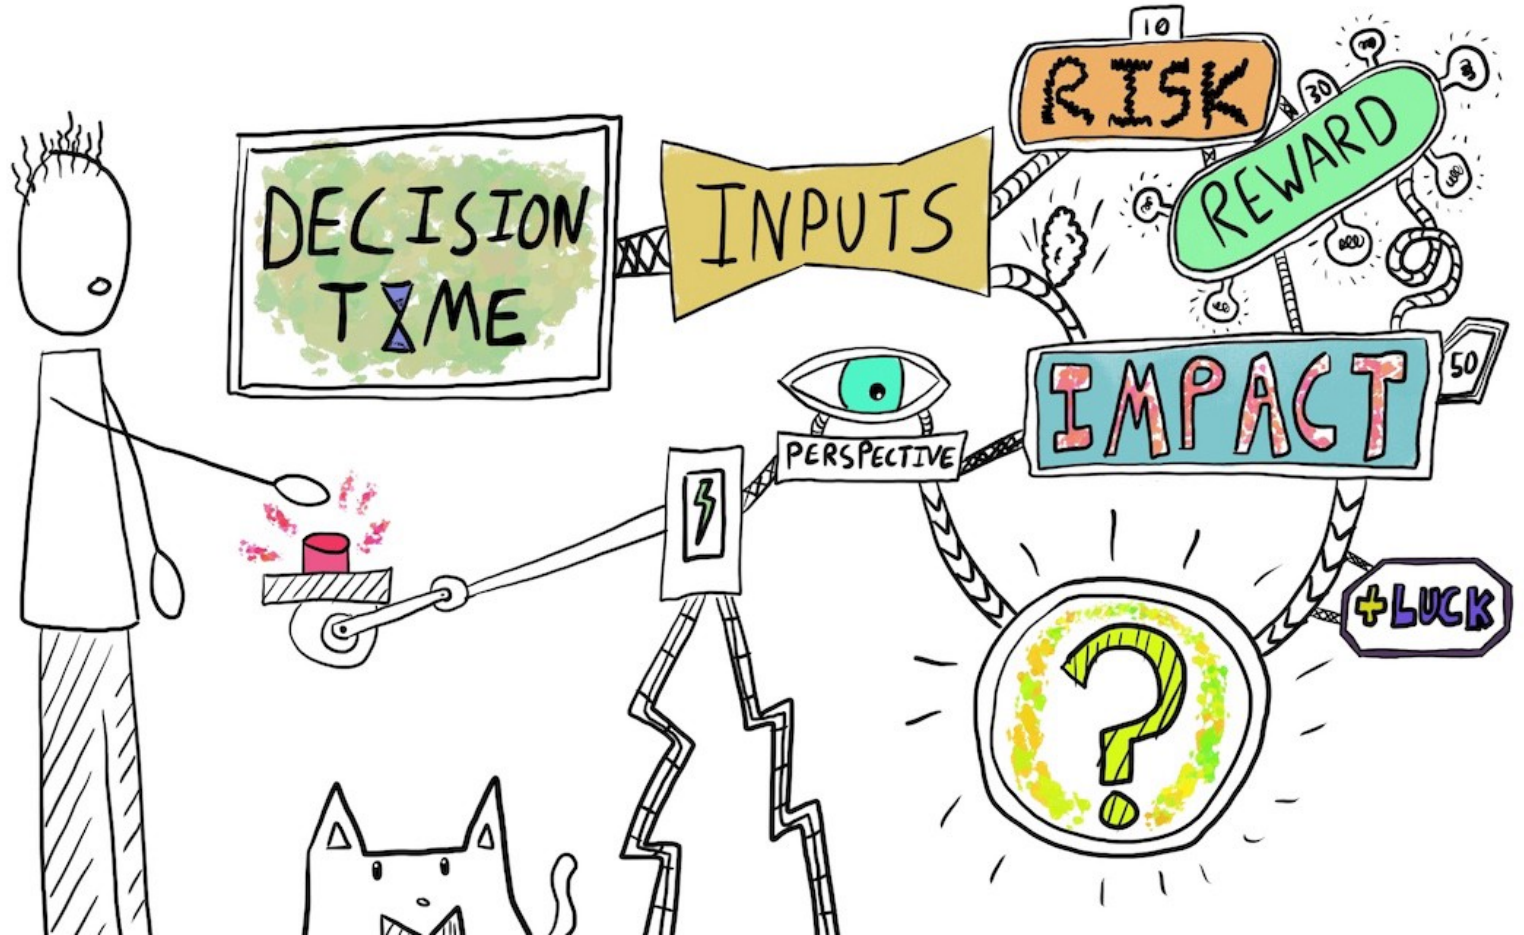 DECISION
TIME
INPUTS
10
RISK
30
REWARD
IMPACT
50
PERSPECTIVE
+LUCK
?